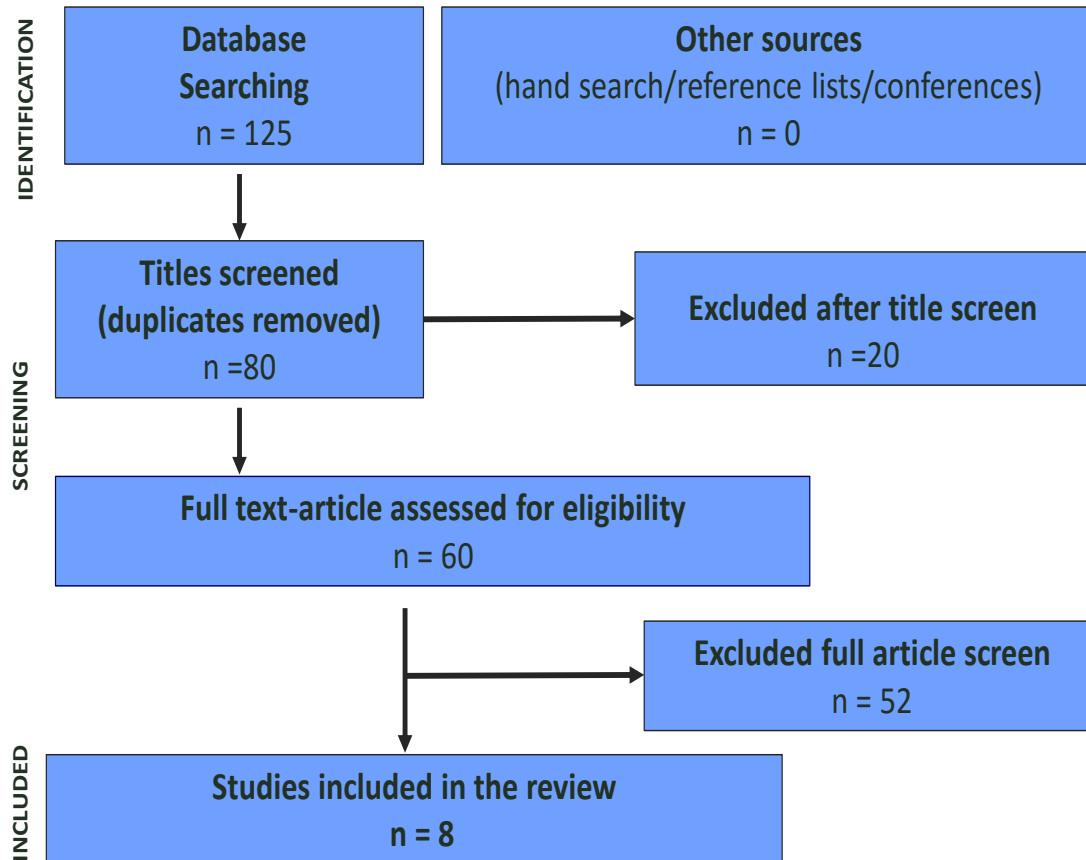 IDENTIFICATION
Database
Searching
n = 125
Other sources
(hand search/reference lists/conferences)
n = 0
SCREENING
Titles screened
(duplicates removed)
n =80
Excluded after title screen
n =20
Full text-article assessed for eligibility
n = 60
Excluded full article screen
n = 52
INCLUDED
Studies included in the review
n = 8